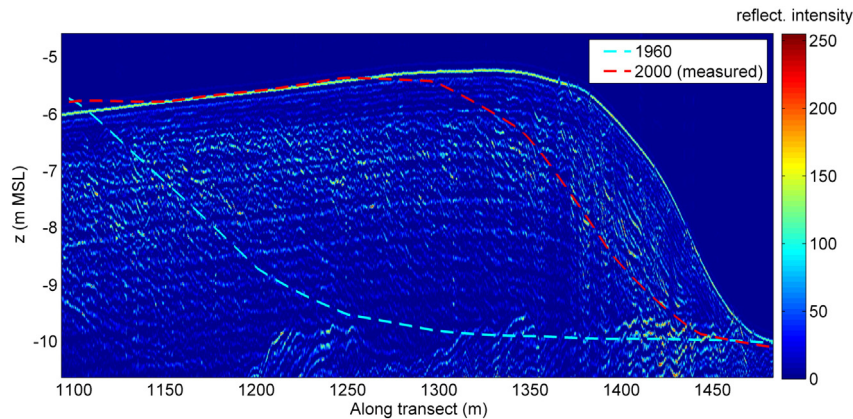 reflect. intensity
1960
2000 (measured)
-5
-6
-7
-8
-9
-10
z (m MSL)
250
200
150
100
50
0
1100 1150 1200 1250 1300 1350 1400 1450
Along transect (m)